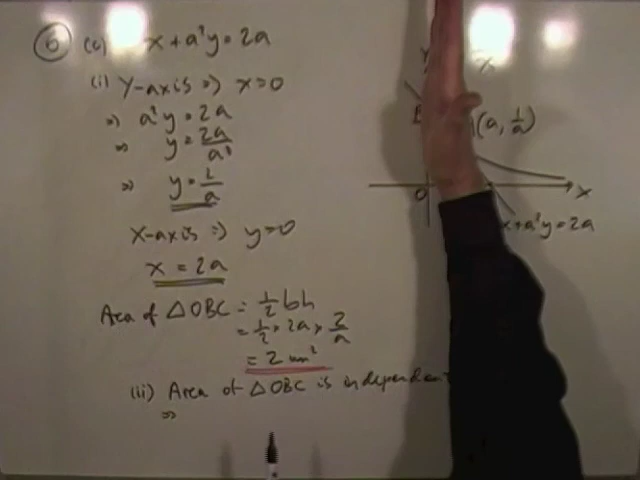 6 (c) x + a²y = 2a
(i) Y-axis => x=0
=> a²y = 2a
=> y = 2a/a²
=> y = 2/a
X-axis => y=0
x = 2a
Area of △OBC = ½bh
= ½ × 2a × 2/a
= 2 un²
(ii) Area of △OBC is independent
=>
Y
B
(a, 1/a)
O
x
x + a²y = 2a